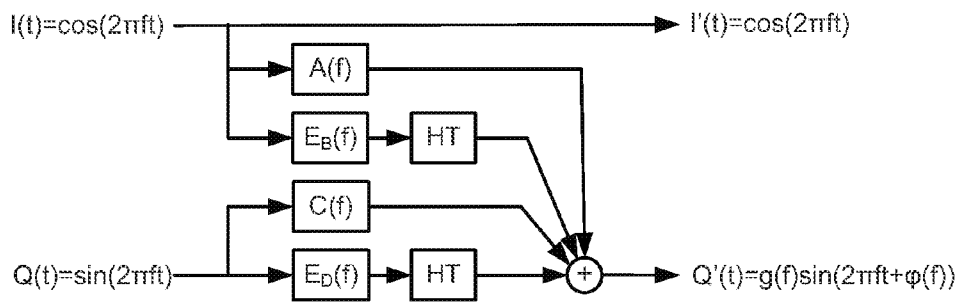 I(t)=cos(2πft)
I'(t)=cos(2πft)
A(f)
E_B(f)
HT
C(f)
Q(t)=sin(2πft)
E_D(f)
HT
+
Q'(t)=g(f)sin(2πft+φ(f))